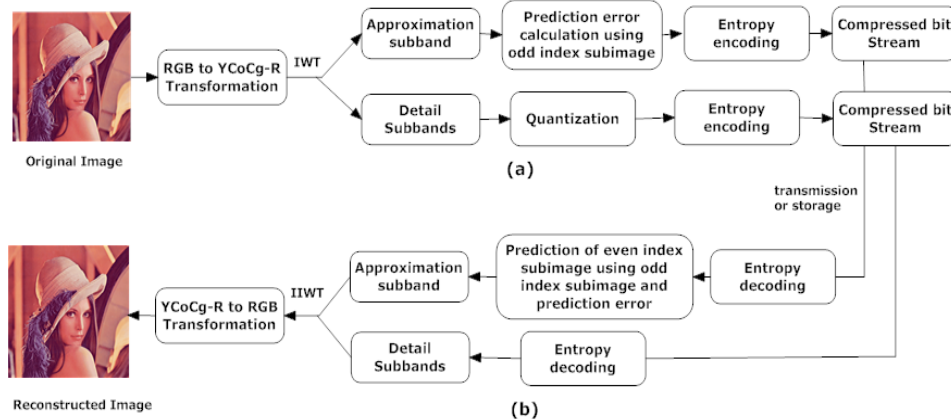 Original Image
RGB to YCoCg-R
Transformation
IWT
Approximation
subband
Prediction error
calculation using
odd index subimage
Entropy
encoding
Compressed bit
Stream
Detail
Subbands
Quantization
Entropy
encoding
Compressed bit
Stream
(a)
transmission
or storage
Entropy
decoding
Prediction of even index
subimage using odd
index subimage and
prediction error
Approximation
subband
IIWT
YCoCg-R to RGB
Transformation
Detail
Subbands
Entropy
decoding
Reconstructed Image
(b)